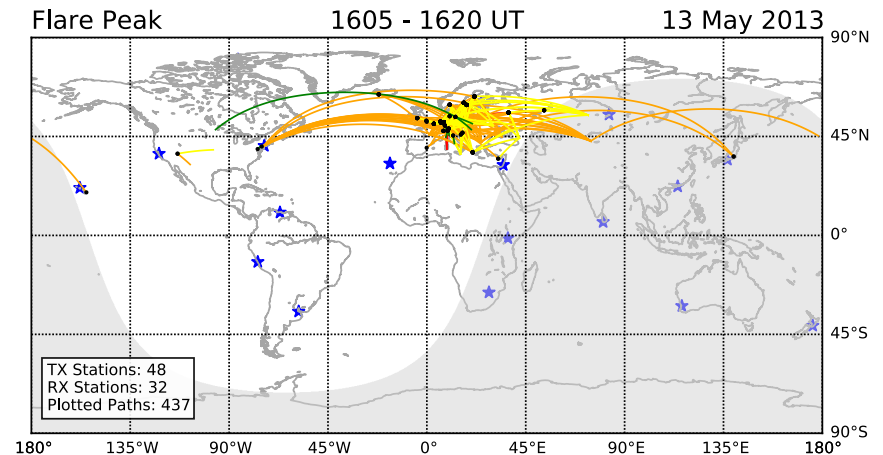 Flare Peak 1605 - 1620 UT 13 May 2013
90°N
45°N
0°
45°S
90°S
TX Stations: 48
RX Stations: 32
Plotted Paths: 437
180° 135°W 90°W 45°W 0° 45°E 90°E 135°E 180°